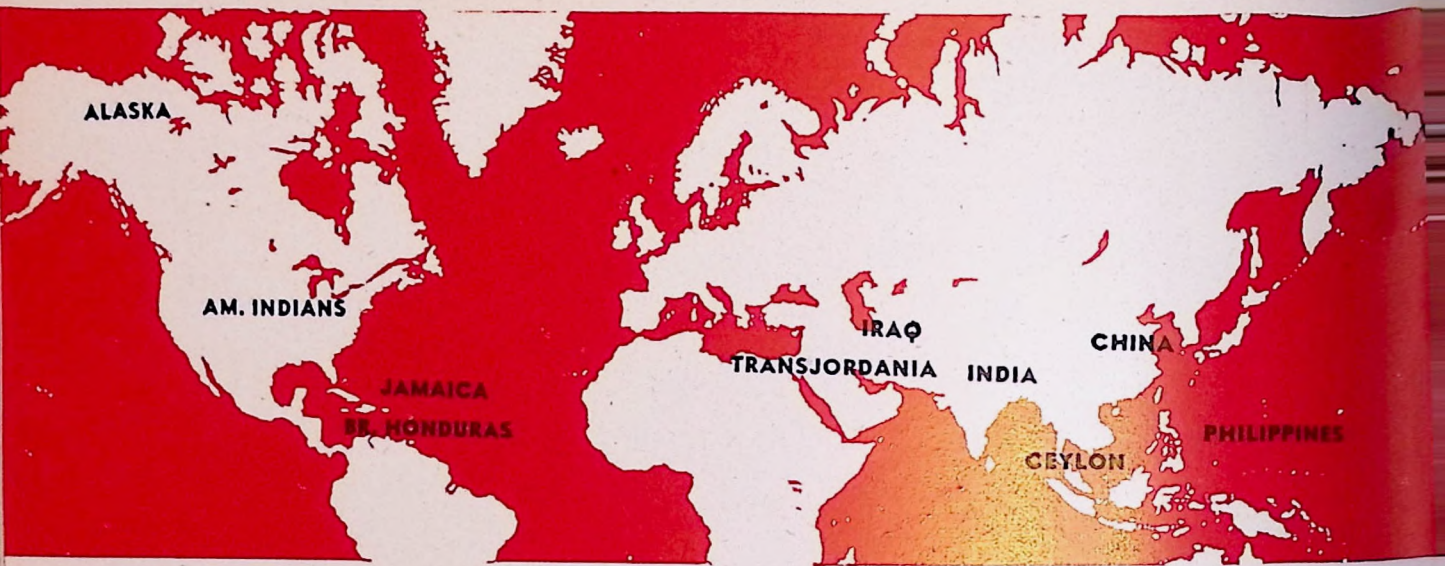 ALASKA
AM. INDIANS
IRAQ
CHINA
TRANSJORDANIA
INDIA
JAMAICA
BR. HONDURAS
PHILIPPINES
CEYLON